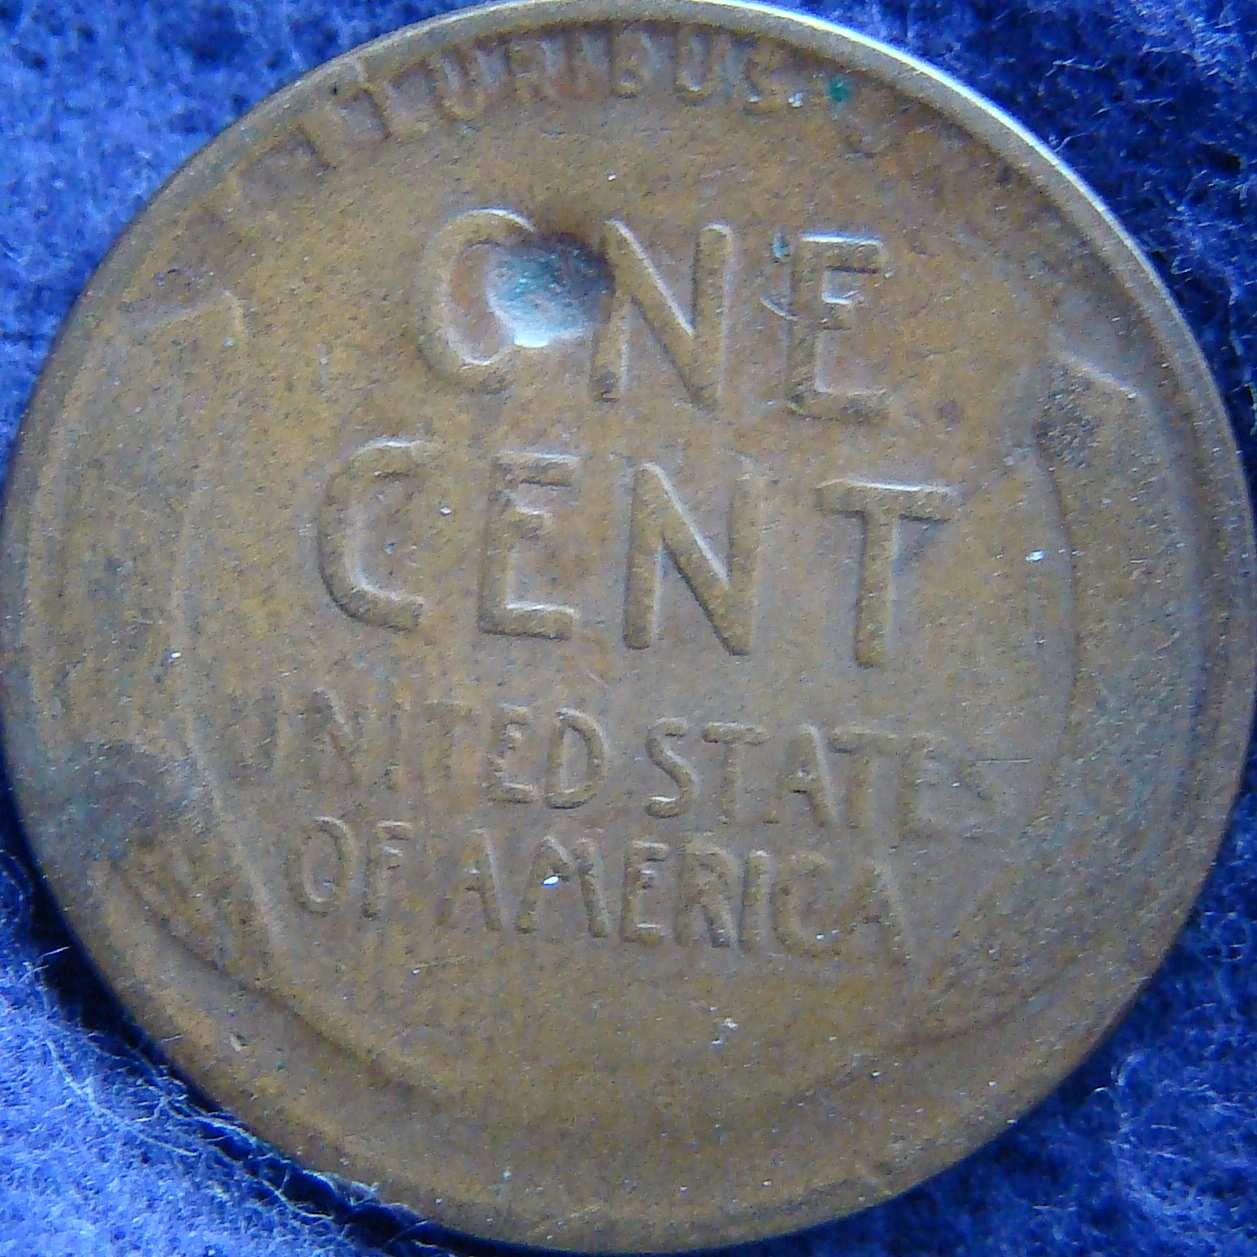 E PLURIBUS
ONE
CENT
UNITED STATES
OF AMERICA